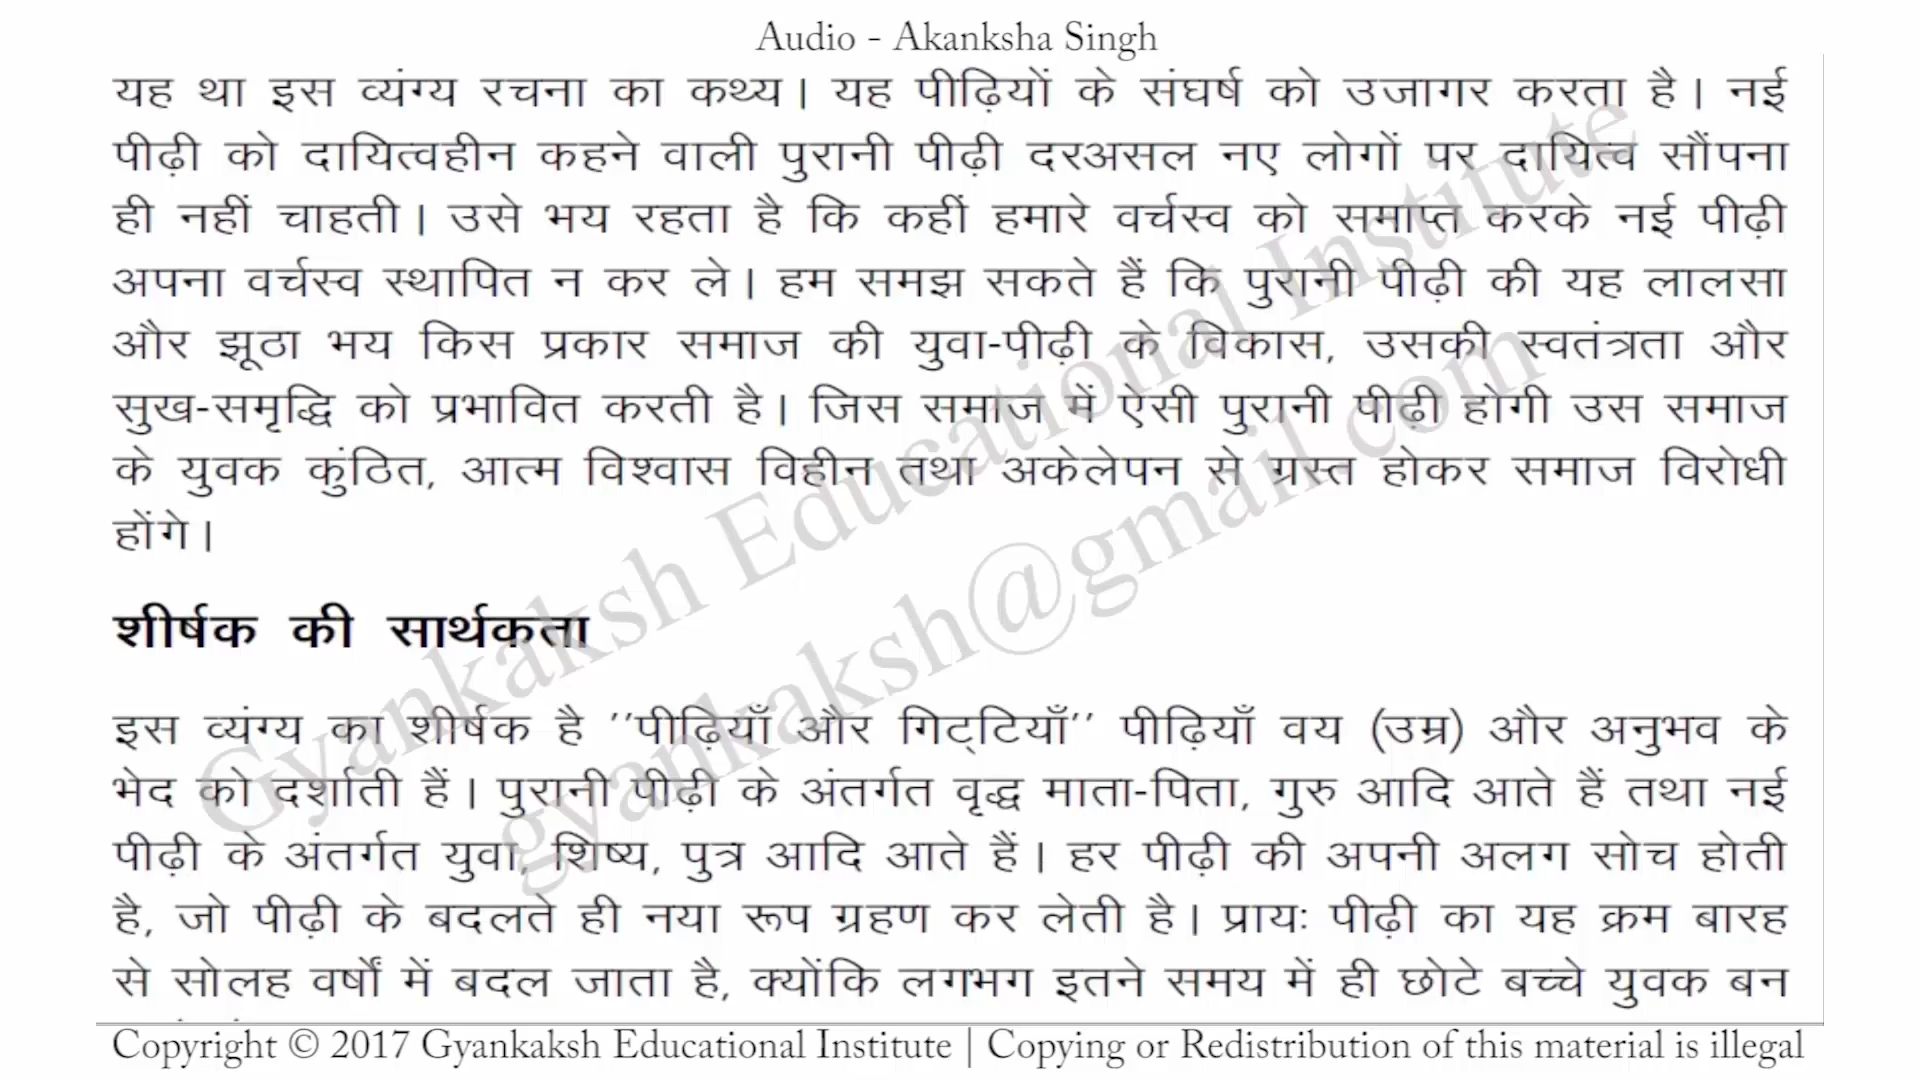 Audio - Akanksha Singh
यह था इस व्यंग्य रचना का कथ्य। यह पीढ़ियों के संघर्ष को उजागर करता है। नई
पीढ़ी को दायित्वहीन कहने वाली पुरानी पीढ़ी दरअसल नए लोगों पर दायित्व सौंपना
ही नहीं चाहती। उसे भय रहता है कि कहीं हमारे वर्चस्व को समाप्त करके नई पीढ़ी
अपना वर्चस्व स्थापित न कर ले। हम समझ सकते हैं कि पुरानी पीढ़ी की यह लालसा
और झूठा भय किस प्रकार समाज की युवा-पीढ़ी के विकास, उसकी स्वतंत्रता और
सुख-समृद्धि को प्रभावित करती है। जिस समाज में ऐसी पुरानी पीढ़ी होगी उस समाज
के युवक कुंठित, आत्म विश्वास विहीन तथा अकेलेपन से ग्रस्त होकर समाज विरोधी
होंगे।
शीर्षक की सार्थकता
इस व्यंग्य का शीर्षक है ''पीढ़ियाँ और गिट्टियाँ'' पीढ़ियाँ वय (उम्र) और अनुभव के
भेद को दर्शाती हैं। पुरानी पीढ़ी के अंतर्गत वृद्ध माता-पिता, गुरु आदि आते हैं तथा नई
पीढ़ी के अंतर्गत युवा, शिष्य, पुत्र आदि आते हैं। हर पीढ़ी की अपनी अलग सोच होती
है, जो पीढ़ी के बदलते ही नया रूप ग्रहण कर लेती है। प्रायः पीढ़ी का यह क्रम बारह
से सोलह वर्षों में बदल जाता है, क्योंकि लगभग इतने समय में ही छोटे बच्चे युवक बन
Gyankaksh Educational Institute
gyankaksh@gmail.com
Copyright © 2017 Gyankaksh Educational Institute | Copying or Redistribution of this material is illegal